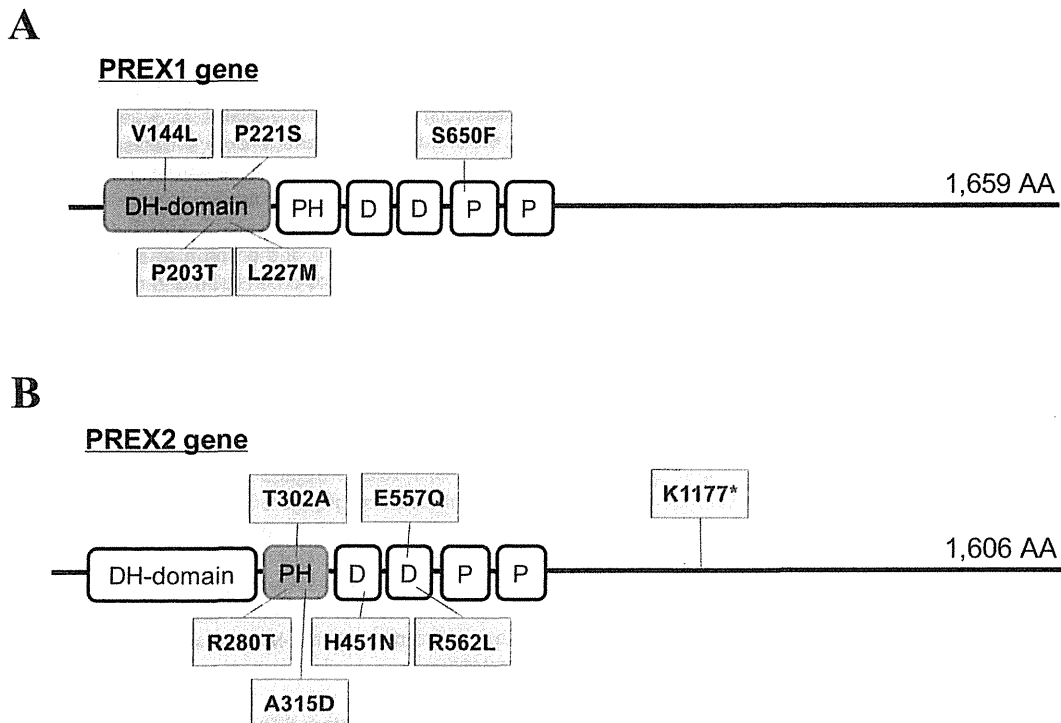 A
PREX1 gene
V144L P221S S650F
1,659 AA
DH-domain PH D D P P
P203T L227M
B
PREX2 gene
T302A E557Q K1177*
1,606 AA
DH-domain PH D D P P
R280T H451N R562L
A315D